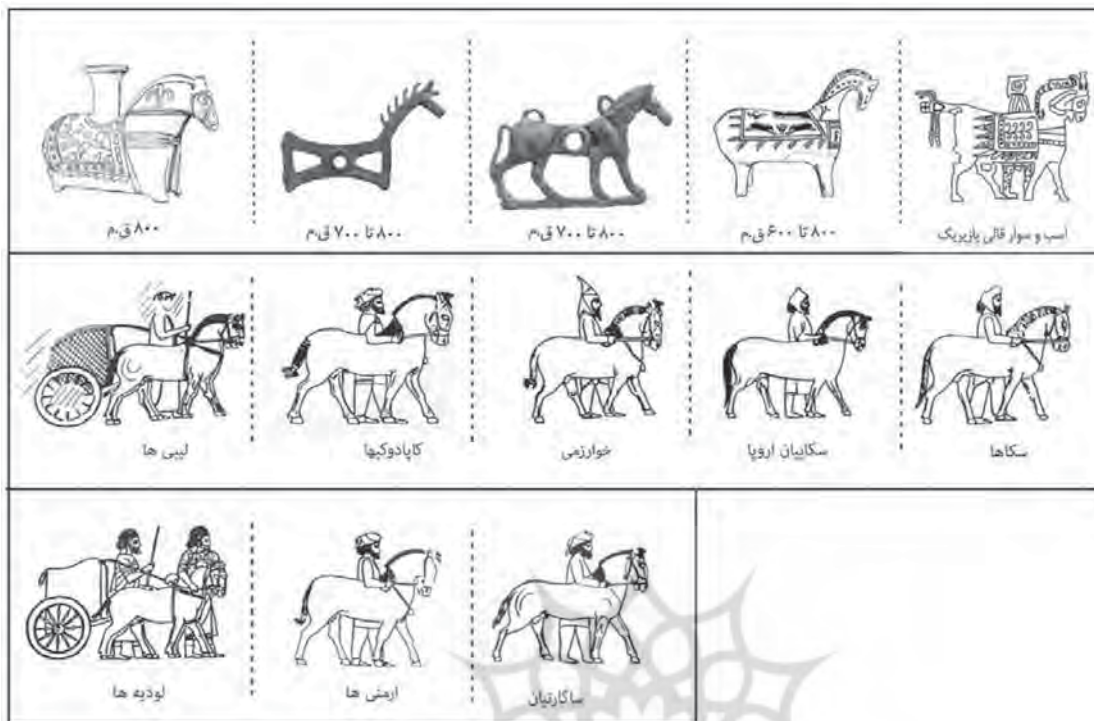 اسب و سوار قالی پازیریک
۸۰۰ تا ۶۰۰ ق.م
۸۰۰ تا ۷۰۰ ق.م
۸۰۰ تا ۷۰۰ ق.م
۸۰۰ ق.م
سکاها
سکاییان اروپا
خوارزمی
کاپادوکیها
لیبی ها
ساگارتیان
ارمنی ها
لودیه ها